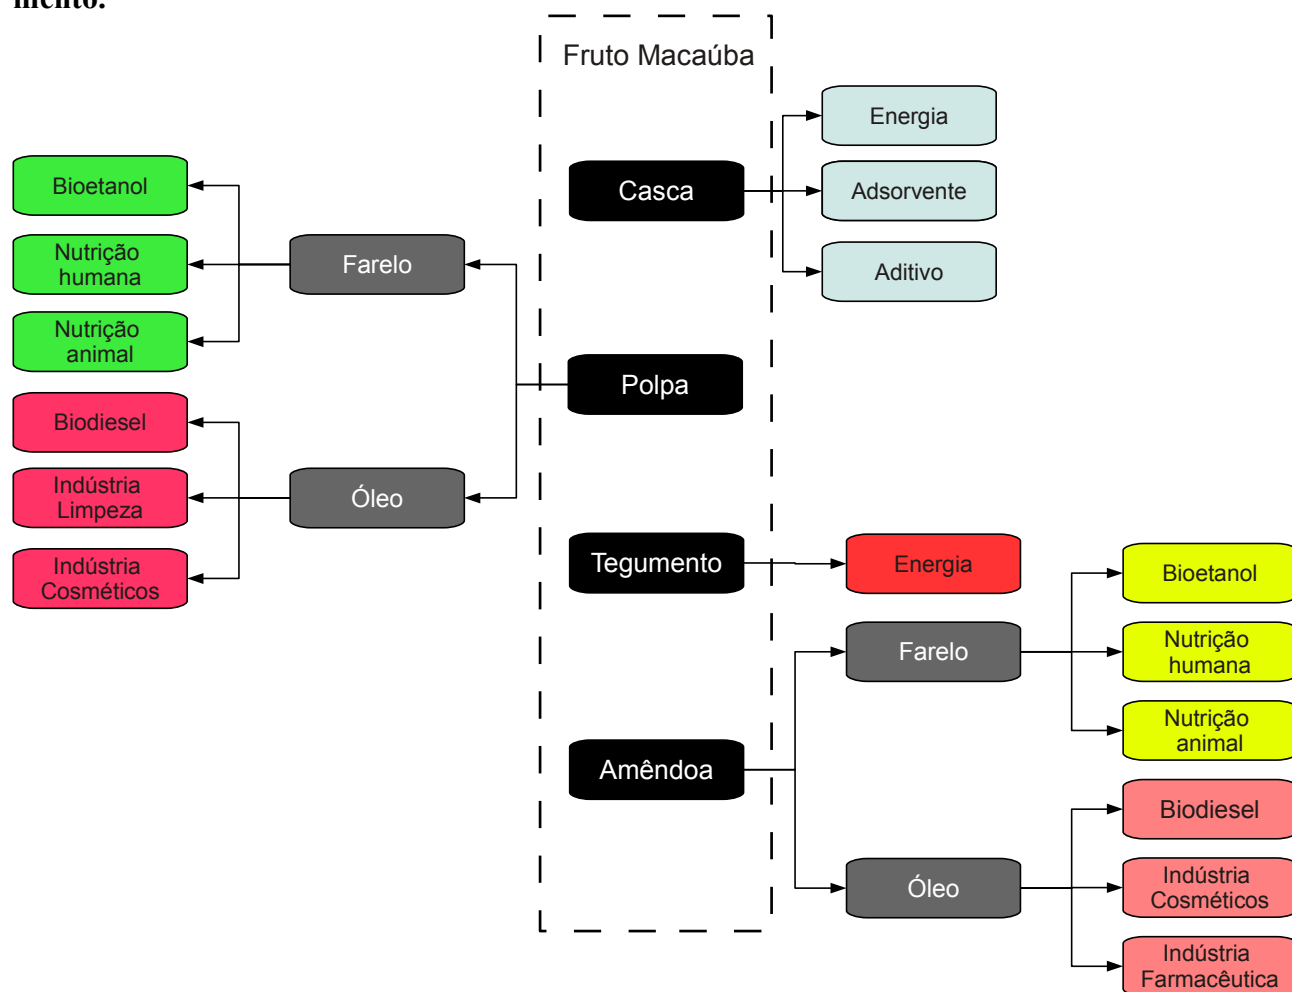 mento.
Fruto Macaúba
Casca
Energia
Adsorvente
Aditivo
Polpa
Farelo
Bioetanol
Nutrição
humana
Nutrição
animal
Óleo
Biodiesel
Indústria
Limpeza
Indústria
Cosméticos
Tegumento
Energia
Amêndoa
Farelo
Bioetanol
Nutrição
humana
Nutrição
animal
Óleo
Biodiesel
Indústria
Cosméticos
Indústria
Farmacêutica